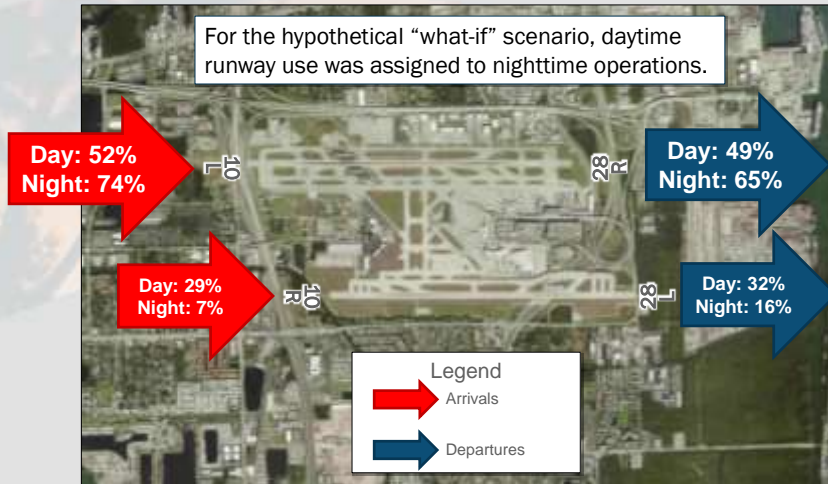 For the hypothetical “what-if” scenario, daytime
runway use was assigned to nighttime operations.
Day: 52%
Night: 74%
10
L
28
R
Day: 49%
Night: 65%
Day: 29%
Night: 7%
10
R
28
L
Day: 32%
Night: 16%
Legend
Arrivals
Departures